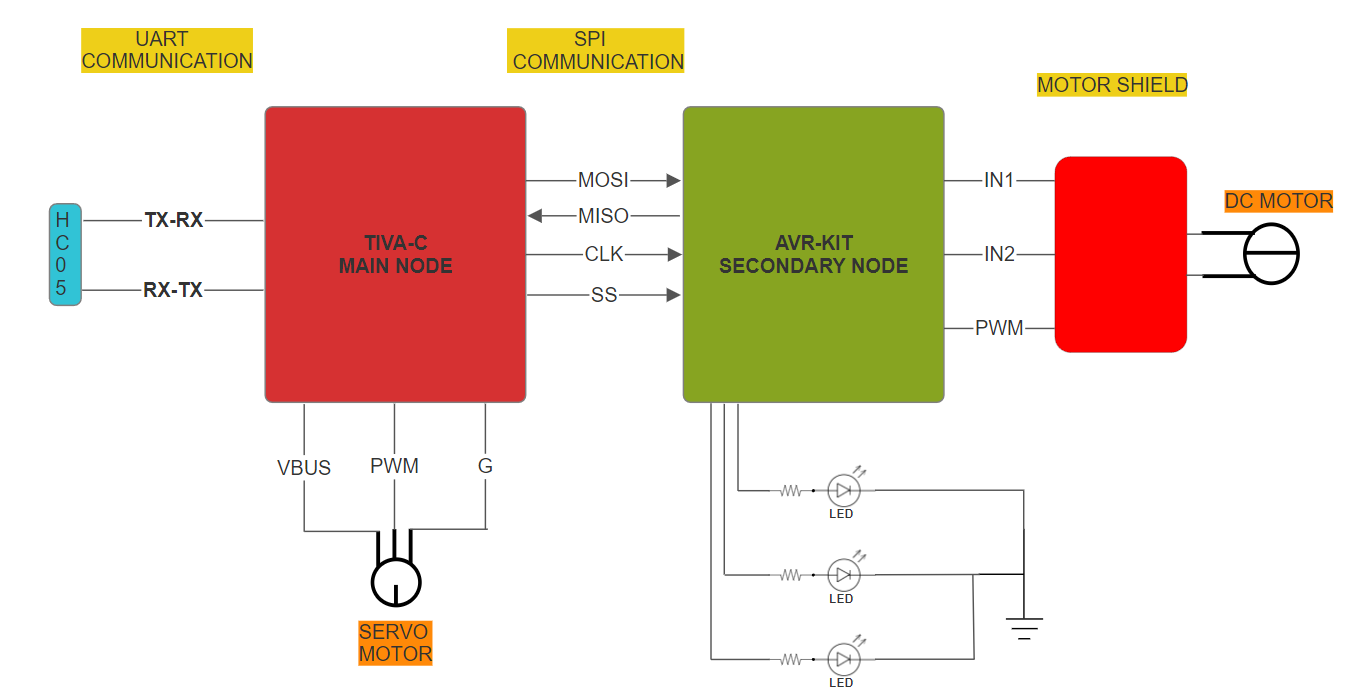 UART
COMMUNICATION
SPI
COMMUNICATION
MOTOR SHIELD
H
C
0
5
TX-RX
RX-TX
TIVA-C
MAIN NODE
MOSI
MISO
CLK
SS
AVR-KIT
SECONDARY NODE
IN1
IN2
PWM
DC MOTOR
VBUS
PWM
G
SERVO
MOTOR
LED
LED
LED